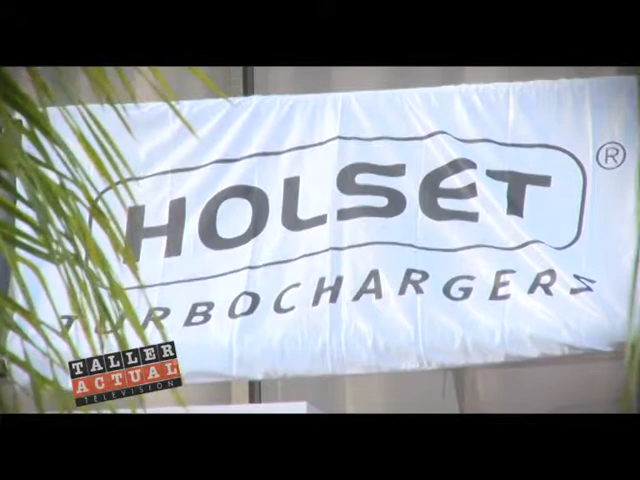 HOLSET ®
TURBOCHARGERS
TALLER
ACTUAL
TELEVISION